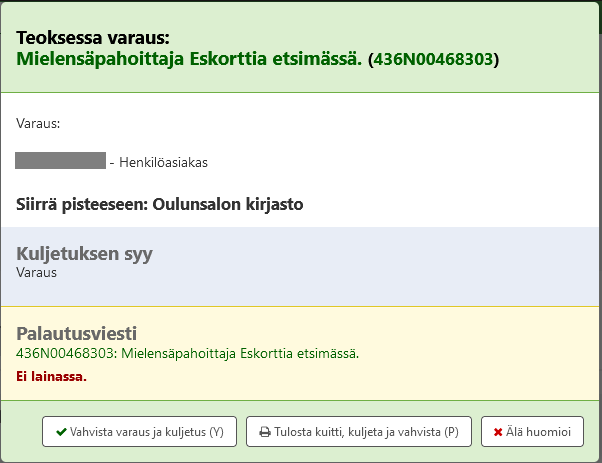 Teoksessa varaus:
Mielensäpahoittaja Eskorttia etsimässä. (436N00468303)
Varaus:
- Henkilöasiakas
Siirrä pisteeseen: Oulunsalon kirjasto
Kuljetuksen syy
Varaus
Palautusviesti
436N00468303: Mielensäpahoittaja Eskorttia etsimässä.
Ei lainassa.
Vahvista varaus ja kuljetus (Y) Tulosta kuitti, kuljeta ja vahvista (P) Älä huomioi